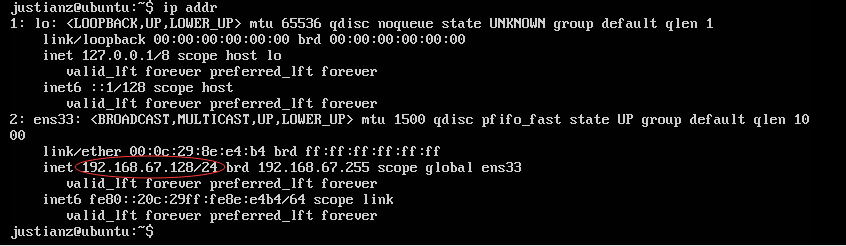 justianz@ubuntu:~$ ip addr
1: lo: <LOOPBACK,UP,LOWER_UP> mtu 65536 qdisc noqueue state UNKNOWN group default qlen 1
    link/loopback 00:00:00:00:00:00 brd 00:00:00:00:00:00
    inet 127.0.0.1/8 scope host lo
       valid_lft forever preferred_lft forever
    inet6 ::1/128 scope host
       valid_lft forever preferred_lft forever
2: ens33: <BROADCAST,MULTICAST,UP,LOWER_UP> mtu 1500 qdisc pfifo_fast state UP group default qlen 10
00
    link/ether 00:0c:29:8e:e4:b4 brd ff:ff:ff:ff:ff:ff
    inet 192.168.67.128/24 brd 192.168.67.255 scope global ens33
       valid_lft forever preferred_lft forever
    inet6 fe80::20c:29ff:fe8e:e4b4/64 scope link
       valid_lft forever preferred_lft forever
justianz@ubuntu:~$